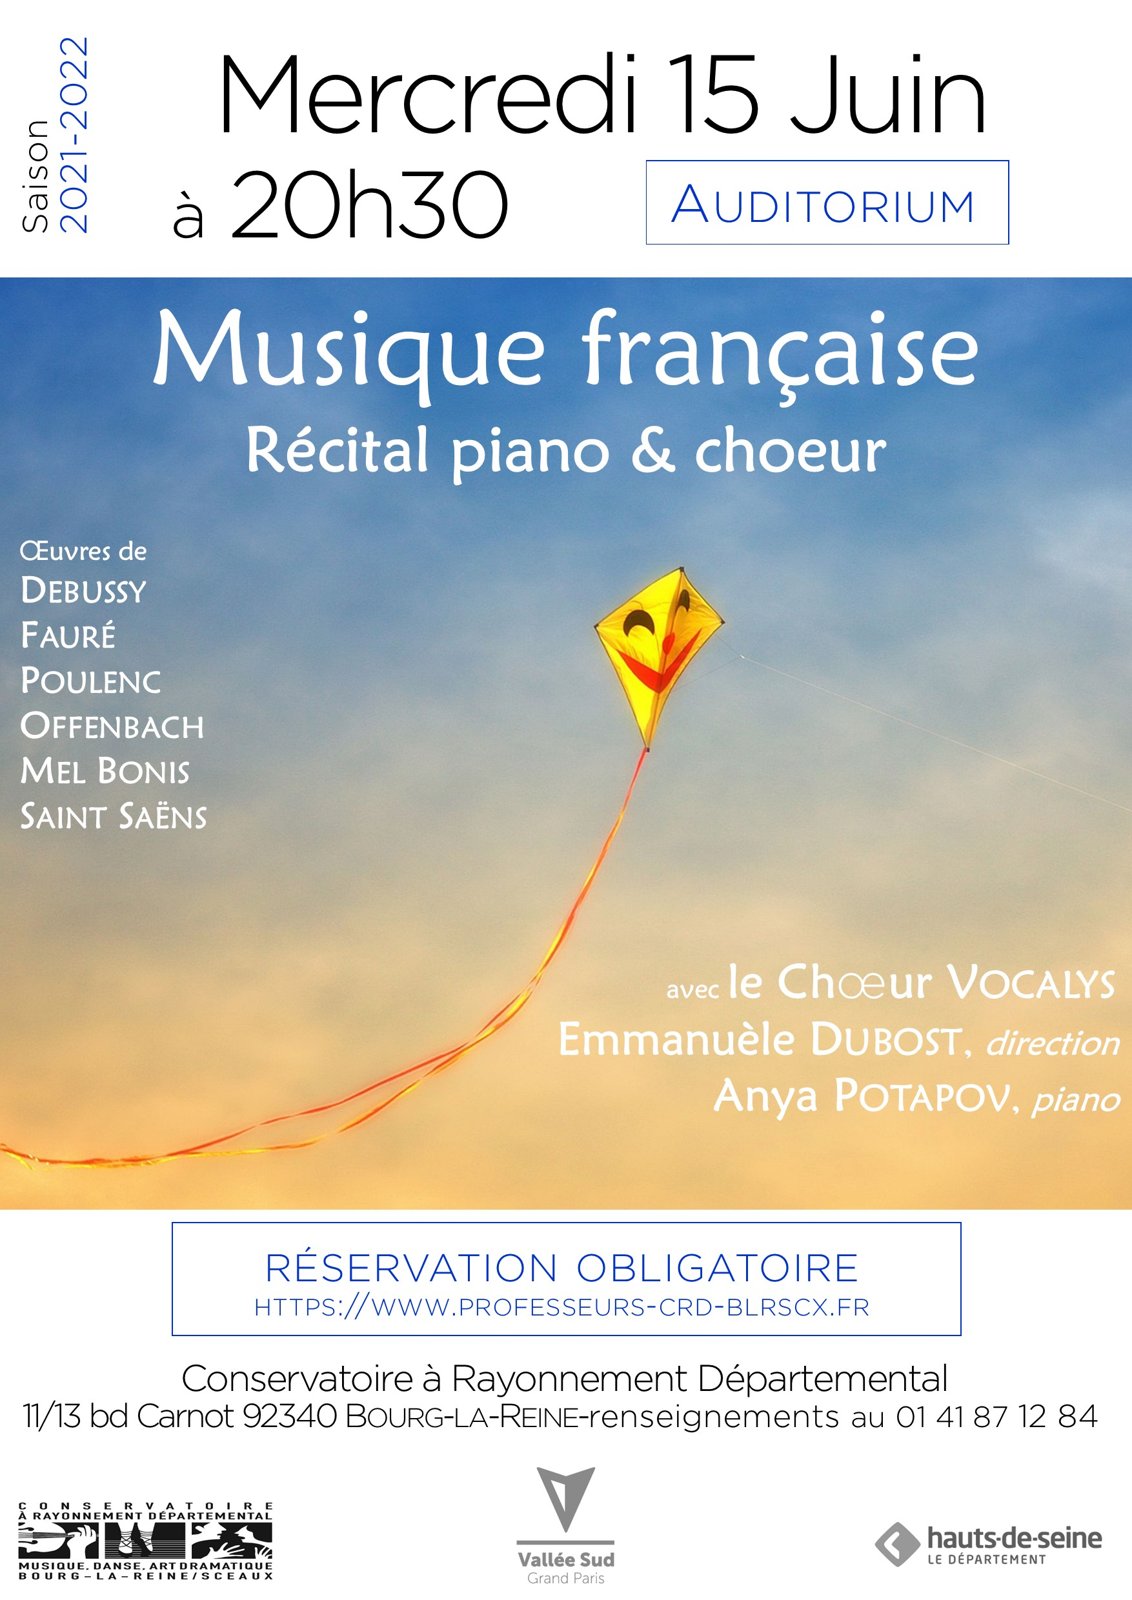 Saison
2021-2022
Mercredi 15 Juin
à 20h30
AUDITORIUM
Musique française
Récital piano & choeur
Œuvres de
DEBUSSY
FAURÉ
POULENC
OFFENBACH
MEL BONIS
SAINT SAËNS
avec le Chœur VOCALYS
Emmanuèle DUBOST, direction
Anya POTAPOV, piano
RÉSERVATION OBLIGATOIRE
HTTPS://WWW.PROFESSEURS-CRD-BLRSCX.FR
Conservatoire à Rayonnement Départemental
11/13 bd Carnot 92340 BOURG-LA-REINE-renseignements au 01 41 87 12 84
CONSERVATOIRE
À RAYONNEMENT DÉPARTEMENTAL
MUSIQUE, DANSE, ART DRAMATIQUE
BOURG-LA-REINE/SCEAUX
Vallée Sud
Grand Paris
hauts-de-seine
LE DÉPARTEMENT